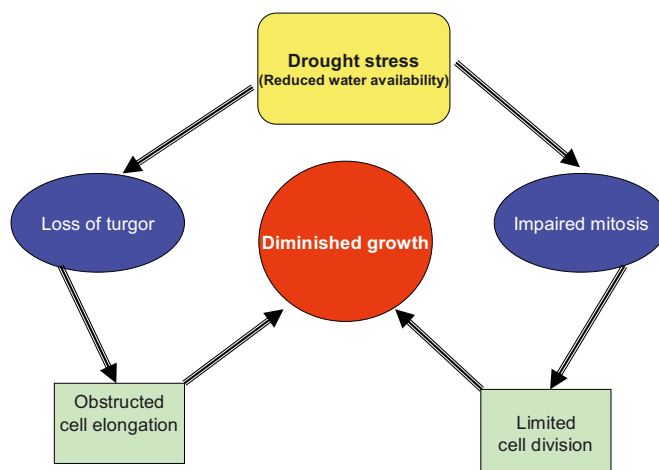 Drought stress
(Reduced water availability)
Loss of turgor
Impaired mitosis
Diminished growth
Obstructed
cell elongation
Limited
cell division